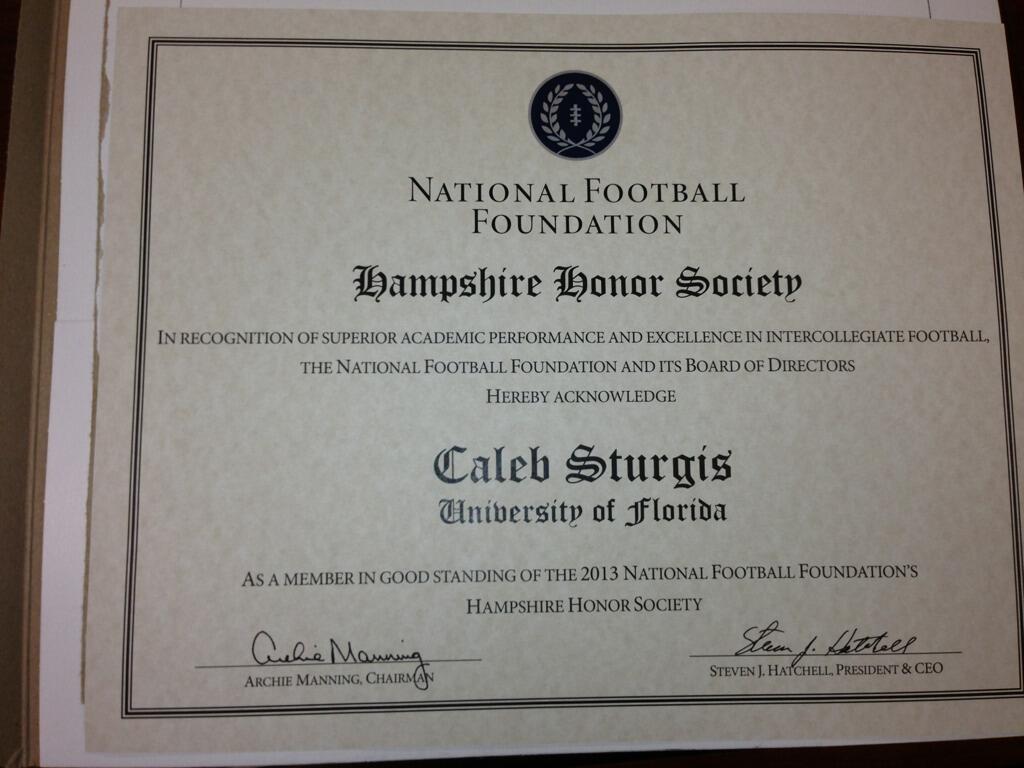 NATIONAL FOOTBALL
FOUNDATION
Hampshire Honor Society
IN RECOGNITION OF SUPERIOR ACADEMIC PERFORMANCE AND EXCELLENCE IN INTERCOLLEGIATE FOOTBALL,
THE NATIONAL FOOTBALL FOUNDATION AND ITS BOARD OF DIRECTORS
HEREBY ACKNOWLEDGE
Caleb Sturgis
University of Florida
AS A MEMBER IN GOOD STANDING OF THE 2013 NATIONAL FOOTBALL FOUNDATION'S
HAMPSHIRE HONOR SOCIETY
Archie Manning
ARCHIE MANNING, CHAIRMAN
Steven J. Hatchell
STEVEN J. HATCHELL, PRESIDENT & CEO